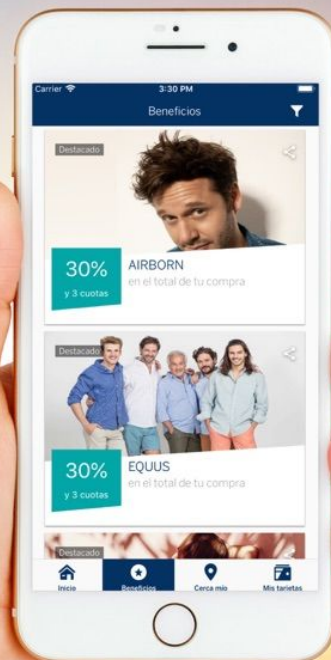 Carrier 3:30 PM
Beneficios
Destacado
30%
y 3 cuotas
AIRBORN
en el total de tu compra
Destacado
30%
y 3 cuotas
EQUUS
en el total de tu compra
Destacado
Inicio
Beneficios
Cerca mío
Mis tarjetas